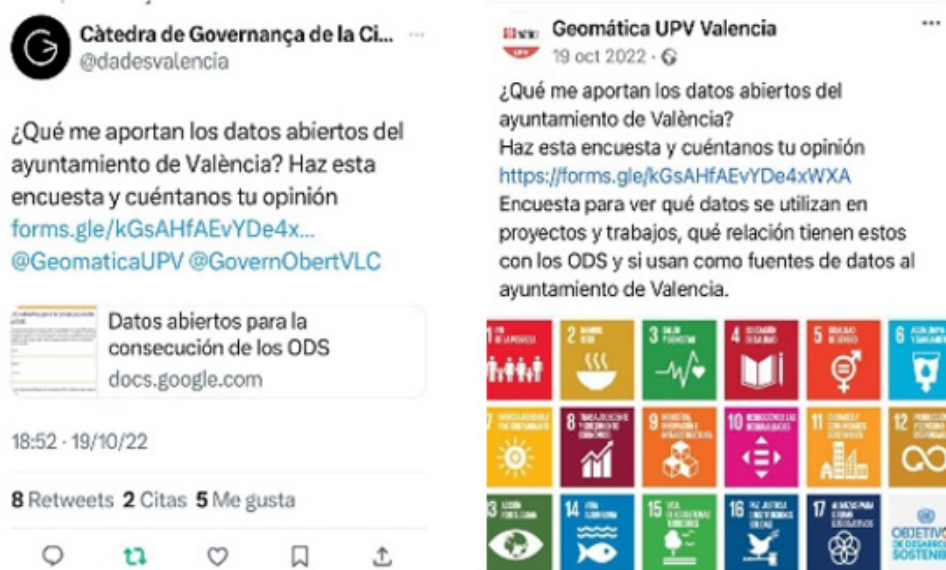 Càtedra de Governança de la Ci...
@dadesvalencia
¿Qué me aportan los datos abiertos del
ayuntamiento de València? Haz esta
encuesta y cuéntanos tu opinión
forms.gle/kGsAHfAEvYDe4x...
@GeomaticaUPV @GovernObertVLC
Datos abiertos para la
consecución de los ODS
docs.google.com
18:52 · 19/10/22
8 Retweets 2 Citas 5 Me gusta
Geomática UPV Valencia
19 oct 2022 ·
¿Qué me aportan los datos abiertos del
ayuntamiento de València?
Haz esta encuesta y cuéntanos tu opinión
https://forms.gle/kGsAHfAEvYDe4xWXA
Encuesta para ver qué datos se utilizan en
proyectos y trabajos, qué relación tienen estos
con los ODS y si usan como fuentes de datos al
ayuntamiento de Valencia.
1
2
3
4
5
6
7
8
9
10
11
12
13
14
15
16
17